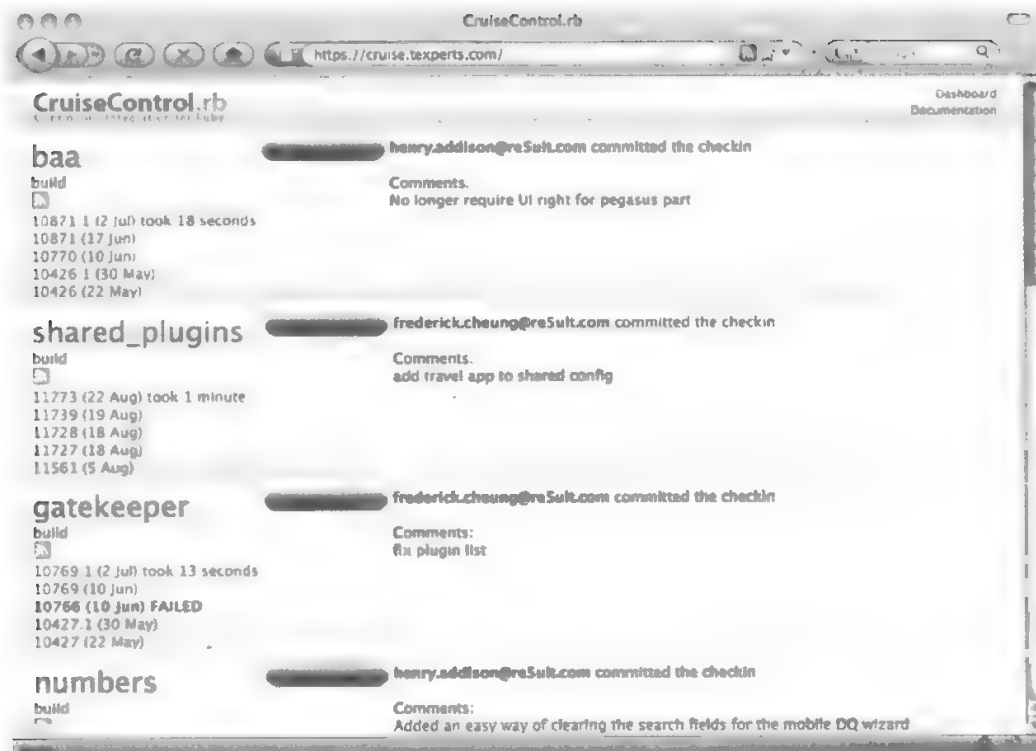 CruiseControl.rb
https://cruise.texperts.com/
CruiseControl.rb
Dashboard
Documentation
baa
henry.addison@re5ult.com committed the checkin
build
Comments.
No longer require UI right for pegasus part
10871 1 (2 Jul) took 18 seconds
10871 (17 Jun)
10770 (10 Jun)
10426 1 (30 May)
10426 (22 May)
shared_plugins
frederick.cheung@re5ult.com committed the checkin
build
Comments.
add travel app to shared config
11773 (22 Aug) took 1 minute
11739 (19 Aug)
11728 (18 Aug)
11727 (18 Aug)
11561 (5 Aug)
gatekeeper
frederick.cheung@re5ult.com committed the checkin
build
Comments:
fix plugin list
10769 1 (2 Jul) took 13 seconds
10769 (10 Jun)
10766 (10 Jun) FAILED
10427.1 (30 May)
10427 (22 May)
numbers
henry.addison@re5ult.com committed the checkin
build
Comments:
Added an easy way of clearing the search fields for the mobile DQ wizard